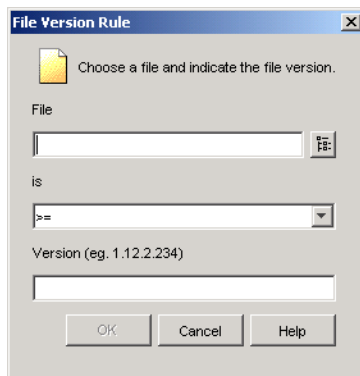 File Version Rule
Choose a file and indicate the file version.
File
is
>=
Version (eg. 1.12.2.234)
OK Cancel Help